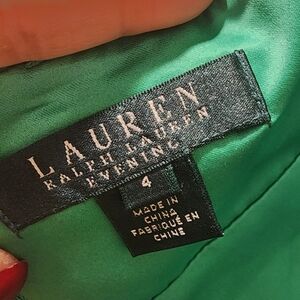 LAUREN
RALPH LAUREN
EVENING
4
MADE IN
CHINA
FABRIQUÉ EN
CHINE